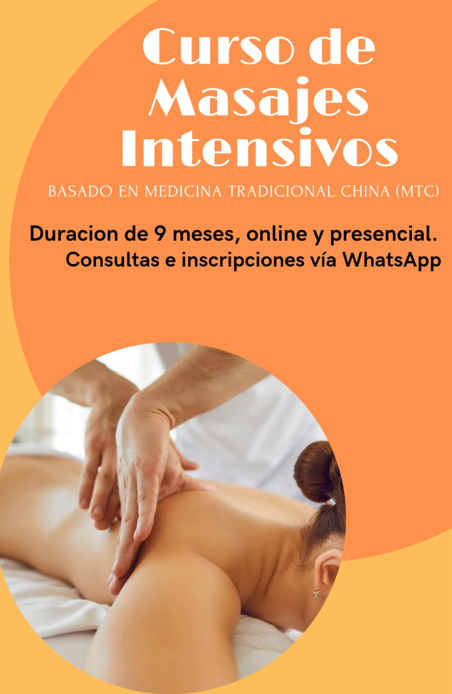 Curso de
Masajes
Intensivos
BASADO EN MEDICINA TRADICIONAL CHINA (MTC)
Duracion de 9 meses, online y presencial.
Consultas e inscripciones vía WhatsApp